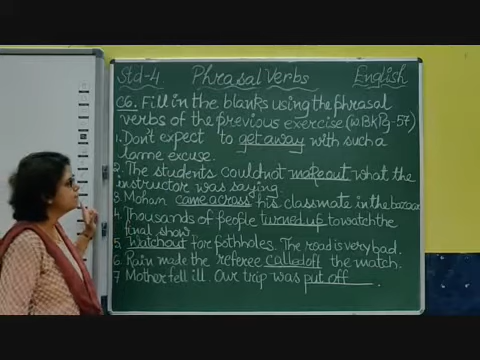 Std-4 Phrasal Verbs English
C6. Fill in the blanks using the phrasal
verbs of the previous exercise (W.Bk Pg-57)
1. Don't expect to get away with such a
lame excuse.
2. The students could not make out what the
instructor was saying.
3. Mohan came across his classmate in the bazaar
4. Thousands of people turned up to watch the
final show.
5. Watch out for pothholes. The road is very bad.
6. Rain made the referee called off the match.
7 Mother fell ill. Our trip was put off.